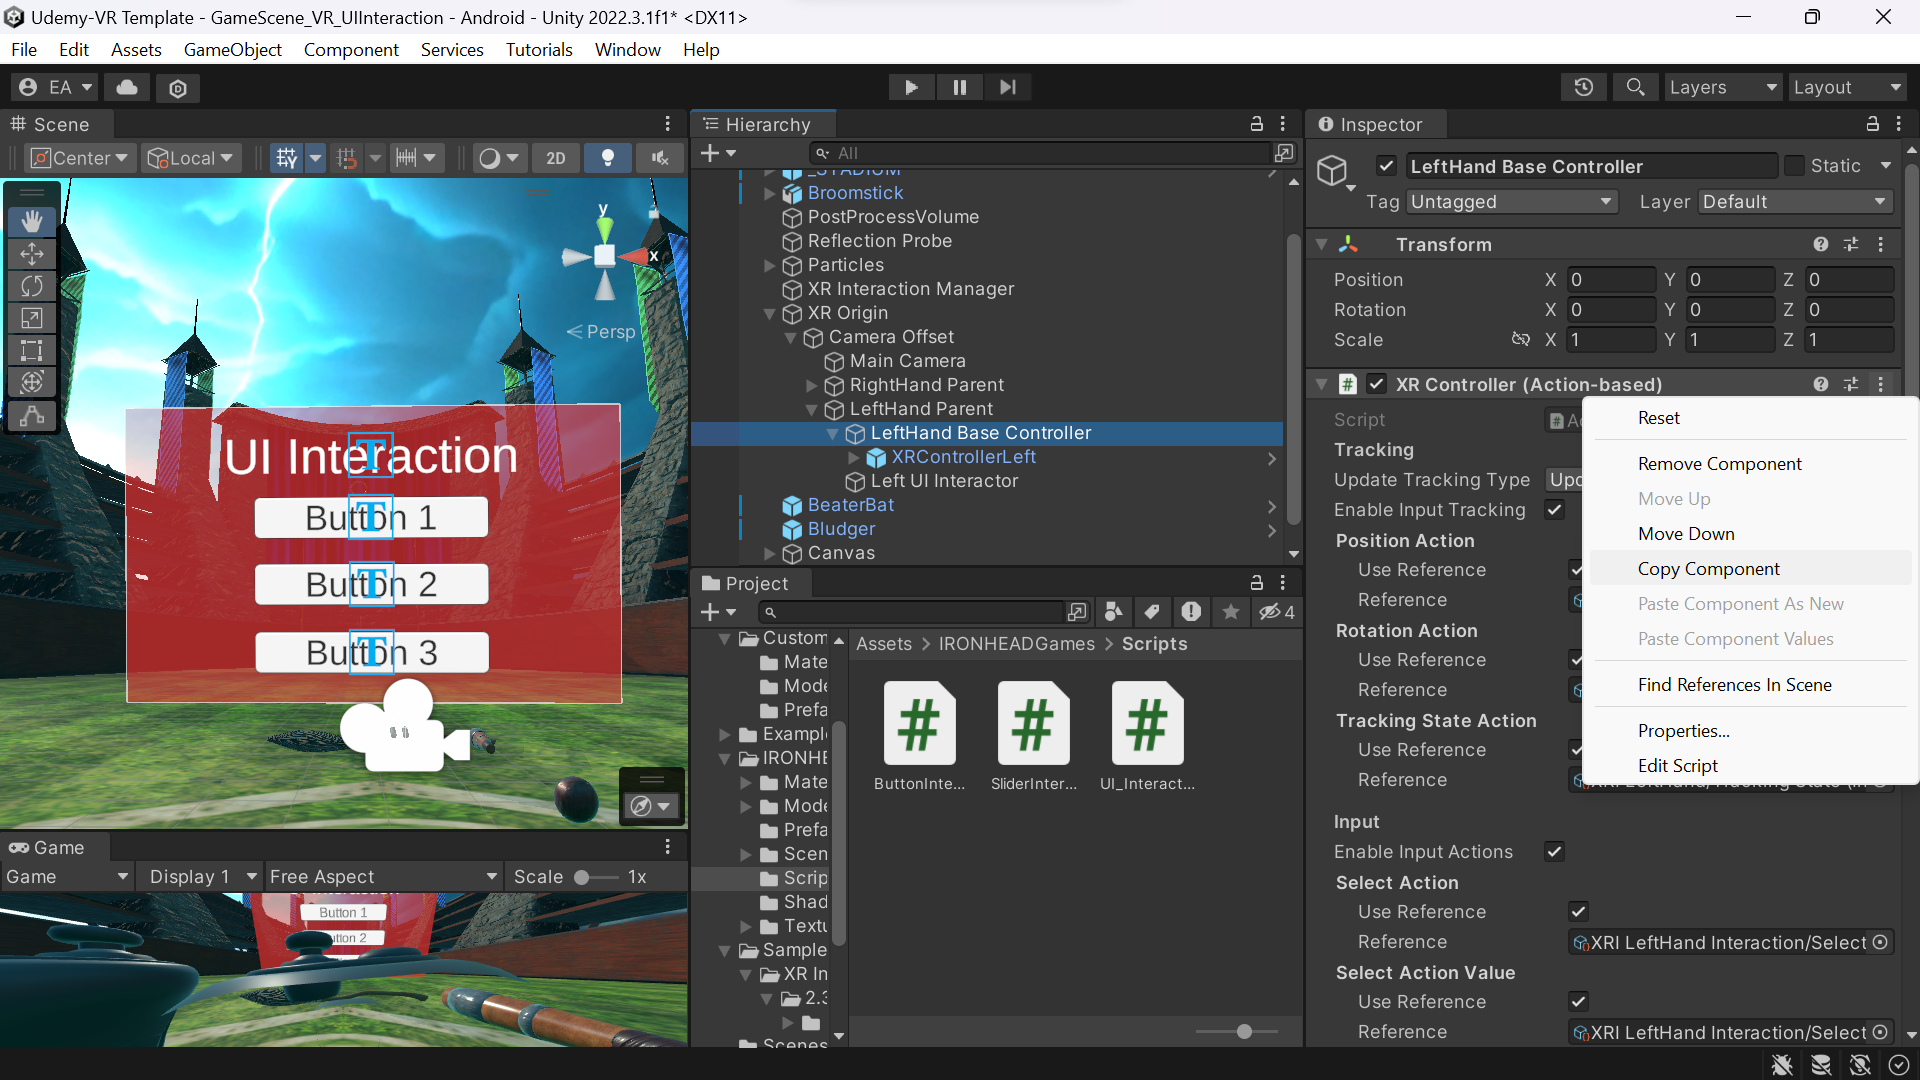 Udemy-VR Template - GameScene_VR_UIInteraction - Android - Unity 2022.3.1f1* <DX11>
File Edit Assets GameObject Component Services Tutorials Window Help
EA Layers Layout
Scene
Center Local 2D
y
x
Persp
UI Interaction
Button 1
Button 2
Button 3
Game
Game Display 1 Free Aspect Scale 1x
Button 1
Hierarchy
All
_STADIUM
Broomstick
PostProcessVolume
Reflection Probe
Particles
XR Interaction Manager
XR Origin
Camera Offset
Main Camera
RightHand Parent
LeftHand Parent
LeftHand Base Controller
XRControllerLeft
Left UI Interactor
BeaterBat
Bludger
Canvas
Project
4
Custom
Mate
Mode
Prefa
Exampl
IRONHE
Mate
Mode
Prefa
Scen
Scrip
Shad
Textu
Sample
XR In
2.3
Scenes
Assets > IRONHEADGames > Scripts
ButtonInte... SliderInter... UI_Interact...
Inspector
LeftHand Base Controller Static
Tag Untagged Layer Default
Transform
Position X 0 Y 0 Z 0
Rotation X 0 Y 0 Z 0
Scale X 1 Y 1 Z 1
XR Controller (Action-based)
Script
Tracking
Update Tracking Type
Enable Input Tracking
Position Action
Use Reference
Reference
Rotation Action
Use Reference
Reference
Tracking State Action
Use Reference
Reference
Reset
Remove Component
Move Up
Move Down
Copy Component
Paste Component As New
Paste Component Values
Find References In Scene
Properties...
Edit Script
Input
Enable Input Actions
Select Action
Use Reference
Reference XRI LeftHand Interaction/Select
Select Action Value
Use Reference
Reference XRI LeftHand Interaction/Select